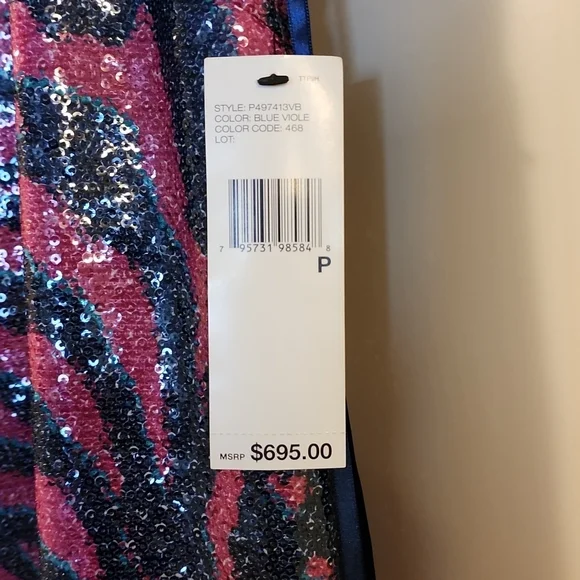 STYLE: P497413VB
COLOR: BLUE VIOLE
COLOR CODE: 468
LOT:
7 95731 98584 8
P
MSRP $695.00